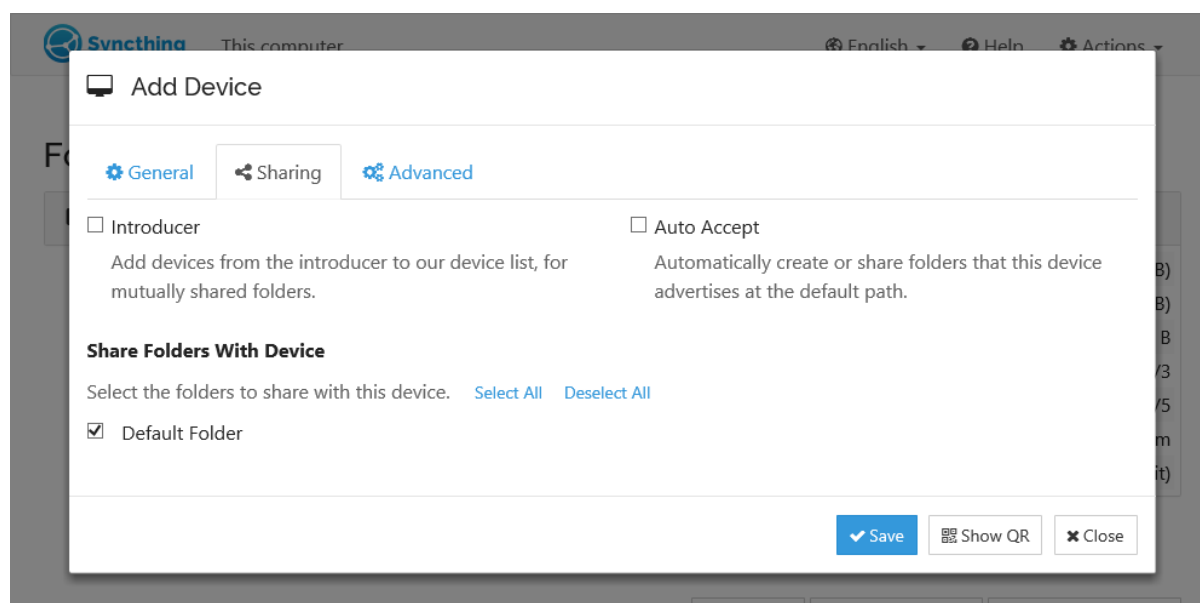 Syncthing This computer English Help Actions
Add Device
General Sharing Advanced
Introducer
Add devices from the introducer to our device list, for
mutually shared folders.
Auto Accept
Automatically create or share folders that this device
advertises at the default path.
Share Folders With Device
Select the folders to share with this device. Select All Deselect All
Default Folder
B)
B)
B
/3
/5
m
it)
Save Show QR Close